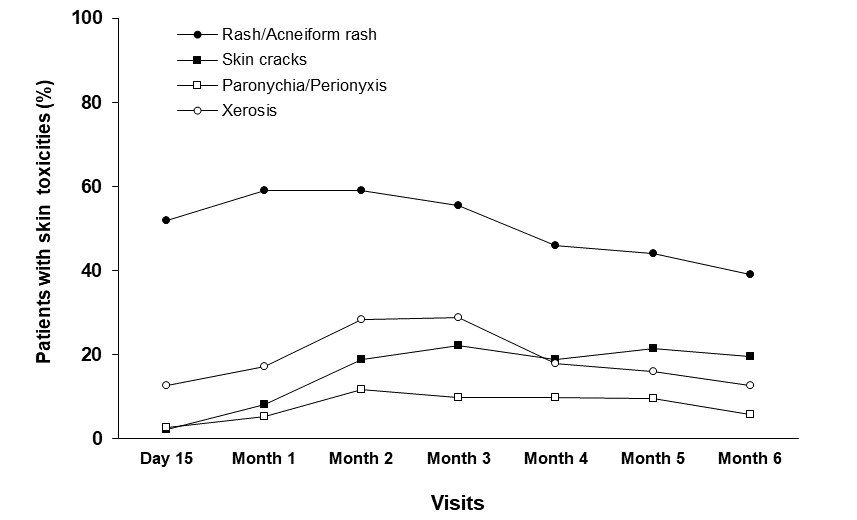 100
Rash/Acneiform rash
Skin cracks
Paronychia/Perionyxis
Xerosis
80
60
40
20
0
Patients with skin toxicities (%)
Day 15 Month 1 Month 2 Month 3 Month 4 Month 5 Month 6
Visits